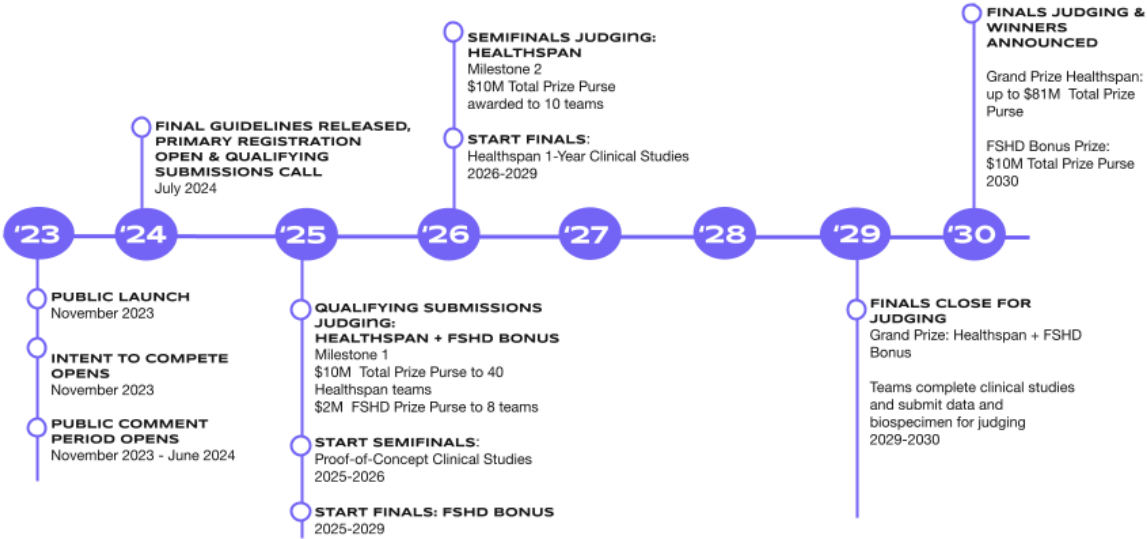 FINALS JUDGING &
WINNERS
ANNOUNCED
Grand Prize Healthspan:
up to $81M Total Prize
Purse
FSHD Bonus Prize:
$10M Total Prize Purse
2030
SEMIFINALS JUDGING:
HEALTHSPAN
Milestone 2
$10M Total Prize Purse
awarded to 10 teams
START FINALS:
Healthspan 1-Year Clinical Studies
2026-2029
FINAL GUIDELINES RELEASED,
PRIMARY REGISTRATION
OPEN & QUALIFYING
SUBMISSIONS CALL
July 2024
‘23
‘24
‘25
‘26
‘27
‘28
‘29
‘30
PUBLIC LAUNCH
November 2023
INTENT TO COMPETE
OPENS
November 2023
PUBLIC COMMENT
PERIOD OPENS
November 2023 - June 2024
QUALIFYING SUBMISSIONS
JUDGING:
HEALTHSPAN + FSHD BONUS
Milestone 1
$10M Total Prize Purse to 40
Healthspan teams
$2M FSHD Prize Purse to 8 teams
START SEMIFINALS:
Proof-of-Concept Clinical Studies
2025-2026
START FINALS: FSHD BONUS
2025-2029
FINALS CLOSE FOR
JUDGING
Grand Prize: Healthspan + FSHD
Bonus
Teams complete clinical studies
and submit data and
biospecimen for judging
2029-2030